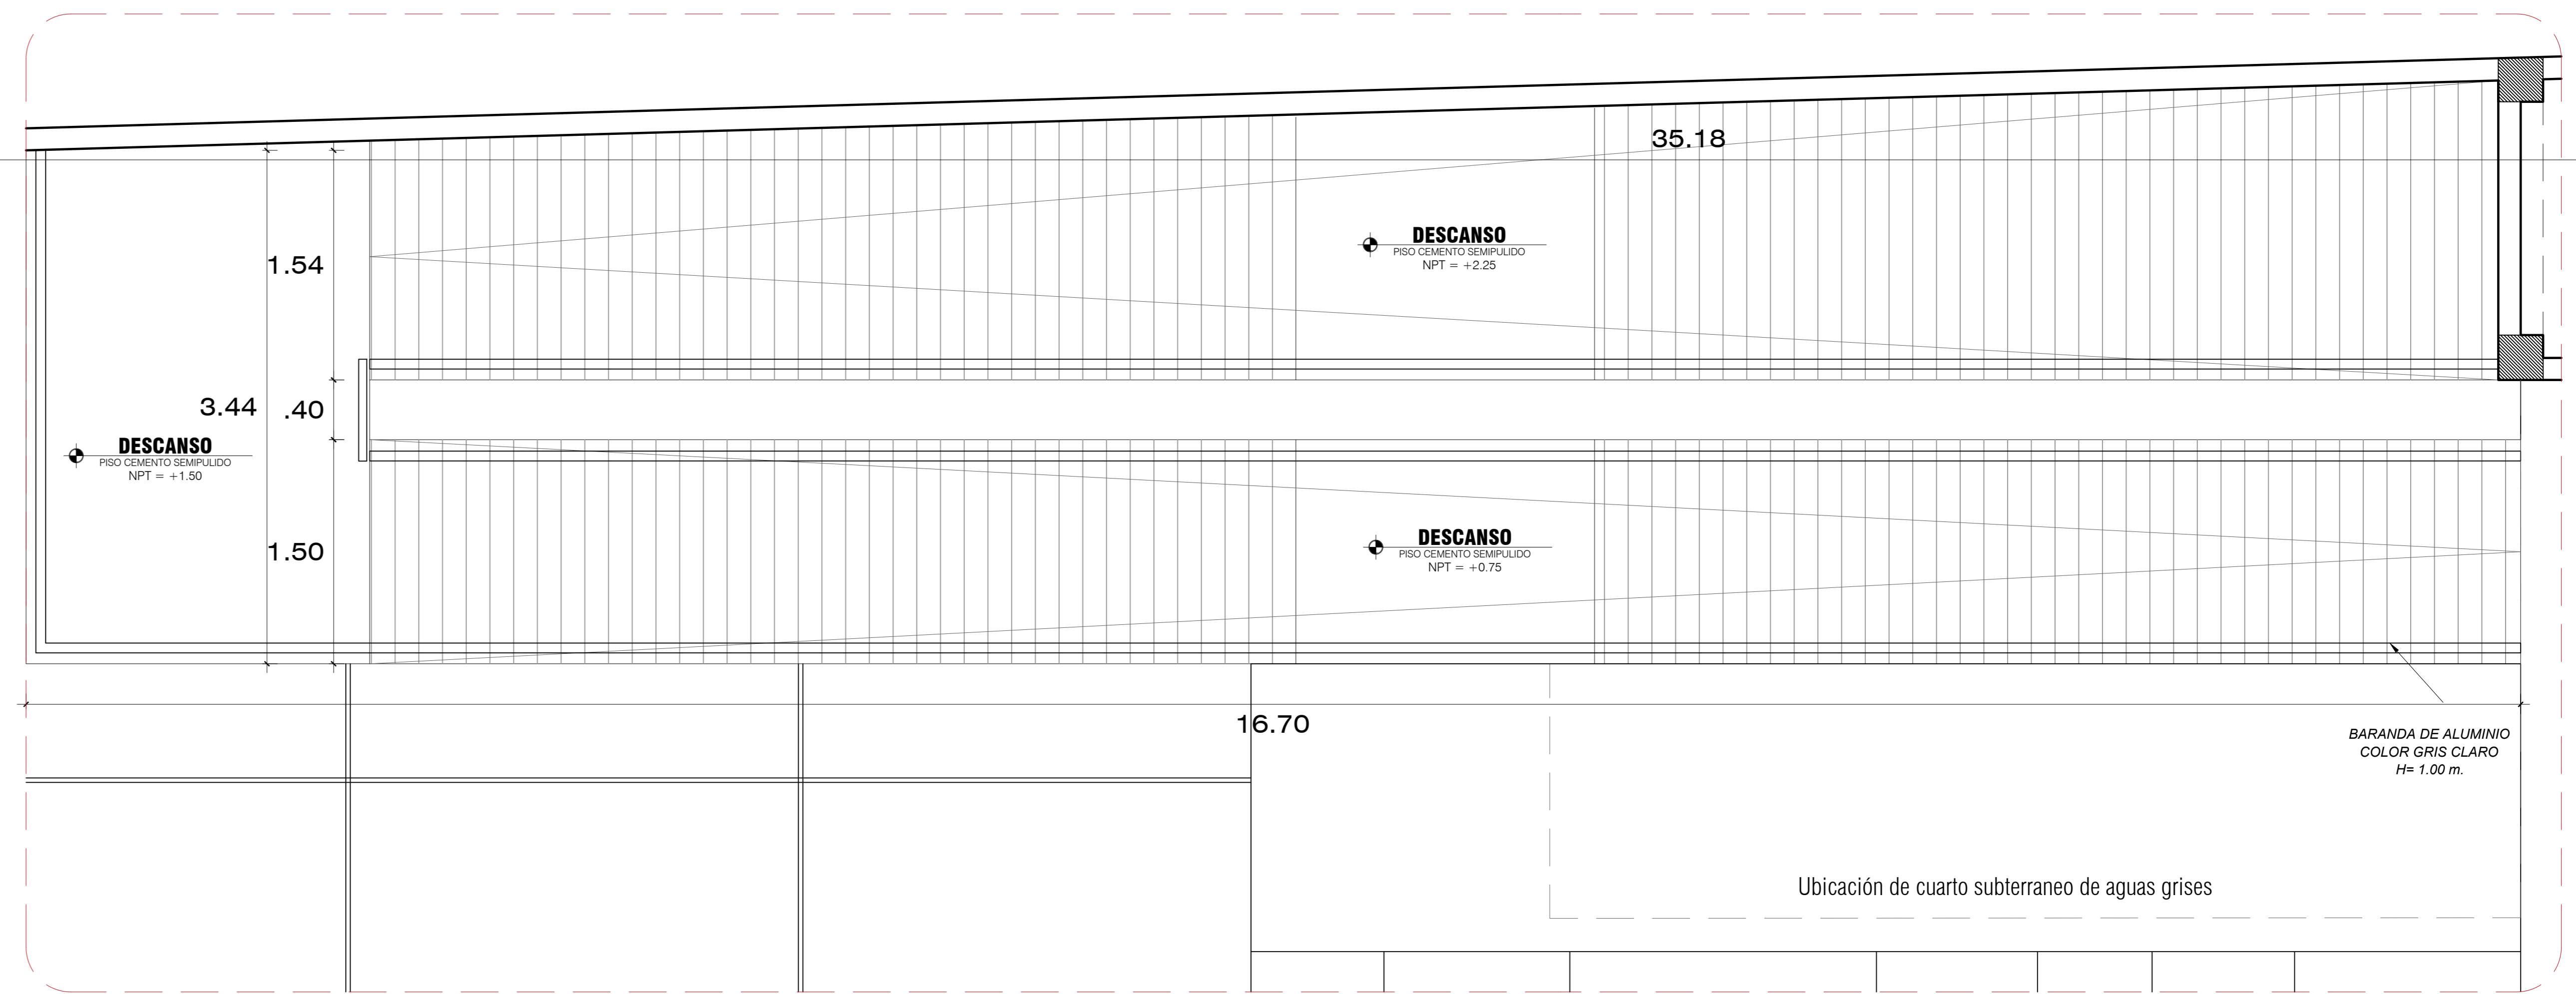 35.18
DESCANSO
PISO CEMENTO SEMIPULIDO
NPT = +2.25
1.54
3.44
.40
DESCANSO
PISO CEMENTO SEMIPULIDO
NPT = +1.50
1.50
DESCANSO
PISO CEMENTO SEMIPULIDO
NPT = +0.75
16.70
BARANDA DE ALUMINIO
COLOR GRIS CLARO
H= 1.00 m.
Ubicación de cuarto subterraneo de aguas grises